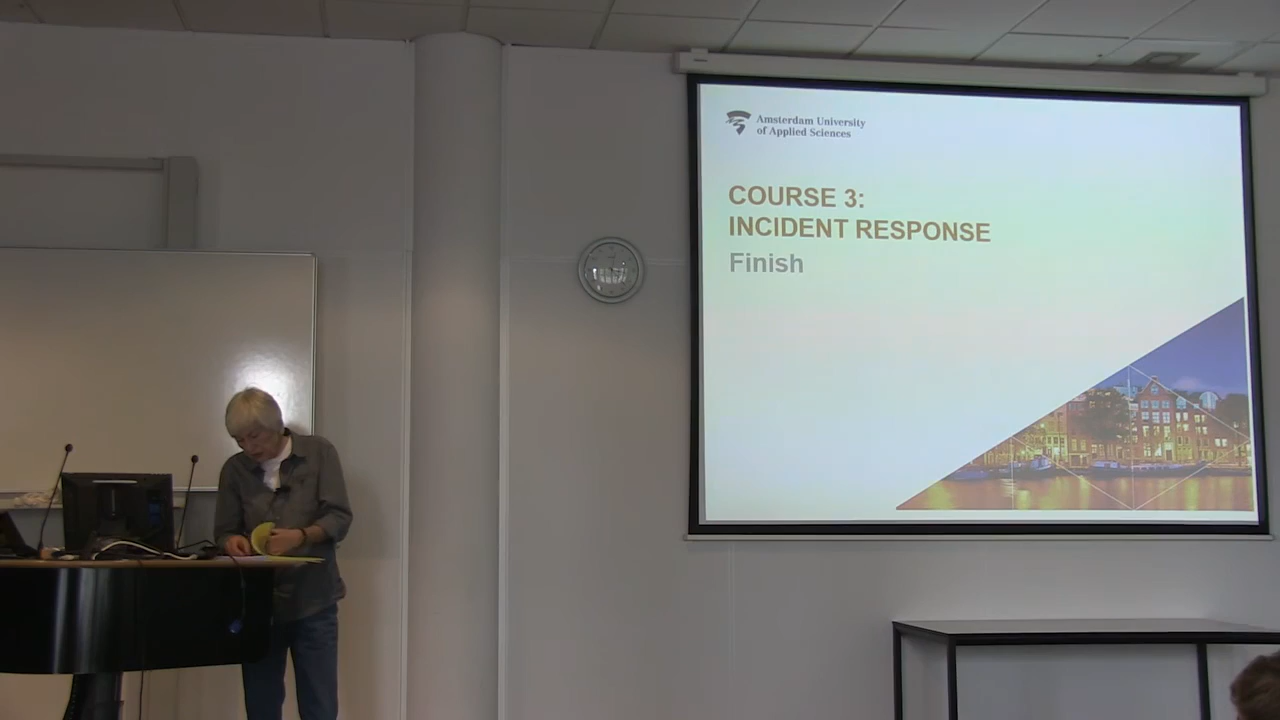 Amsterdam University
of Applied Sciences
COURSE 3:
INCIDENT RESPONSE
Finish